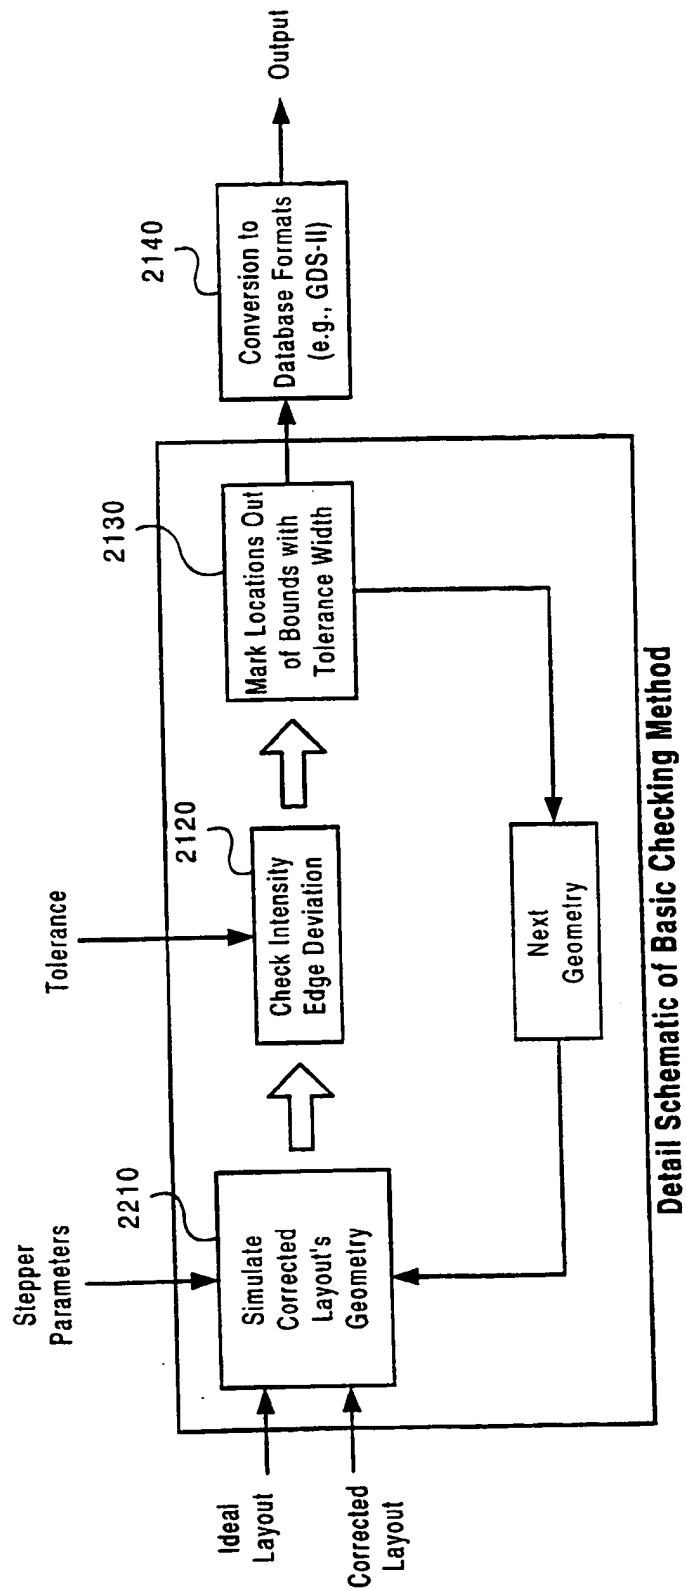 Stepper
Parameters
Tolerance
Ideal
Layout
Corrected
Layout
2210
Simulate
Corrected
Layout's
Geometry
2120
Check Intensity
Edge Deviation
2130
Mark Locations Out
of Bounds with
Tolerance Width
2140
Conversion to
Database Formats
(e.g., GDS-II)
Output
Next
Geometry
Detail Schematic of Basic Checking Method